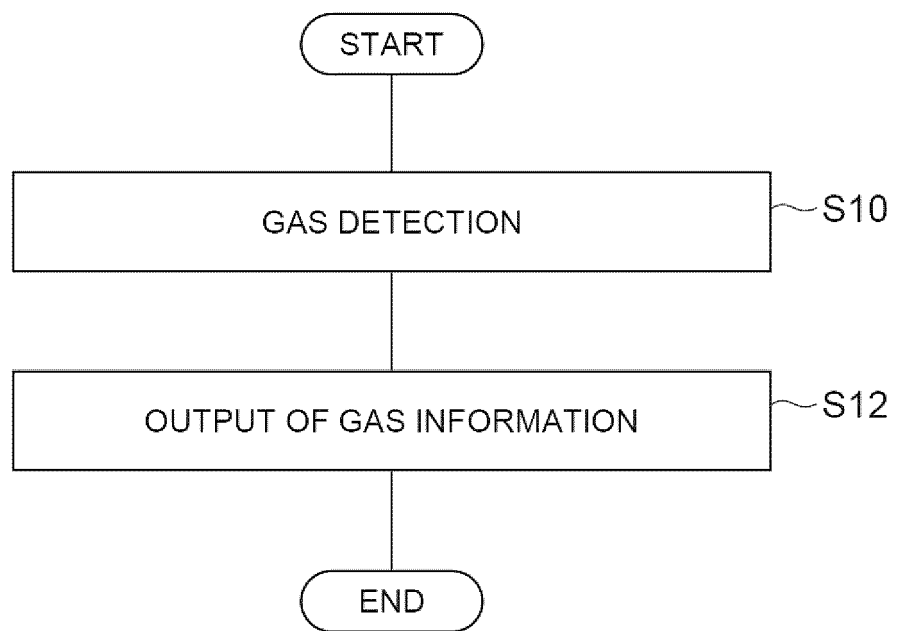 START
GAS DETECTION
S10
OUTPUT OF GAS INFORMATION
S12
END